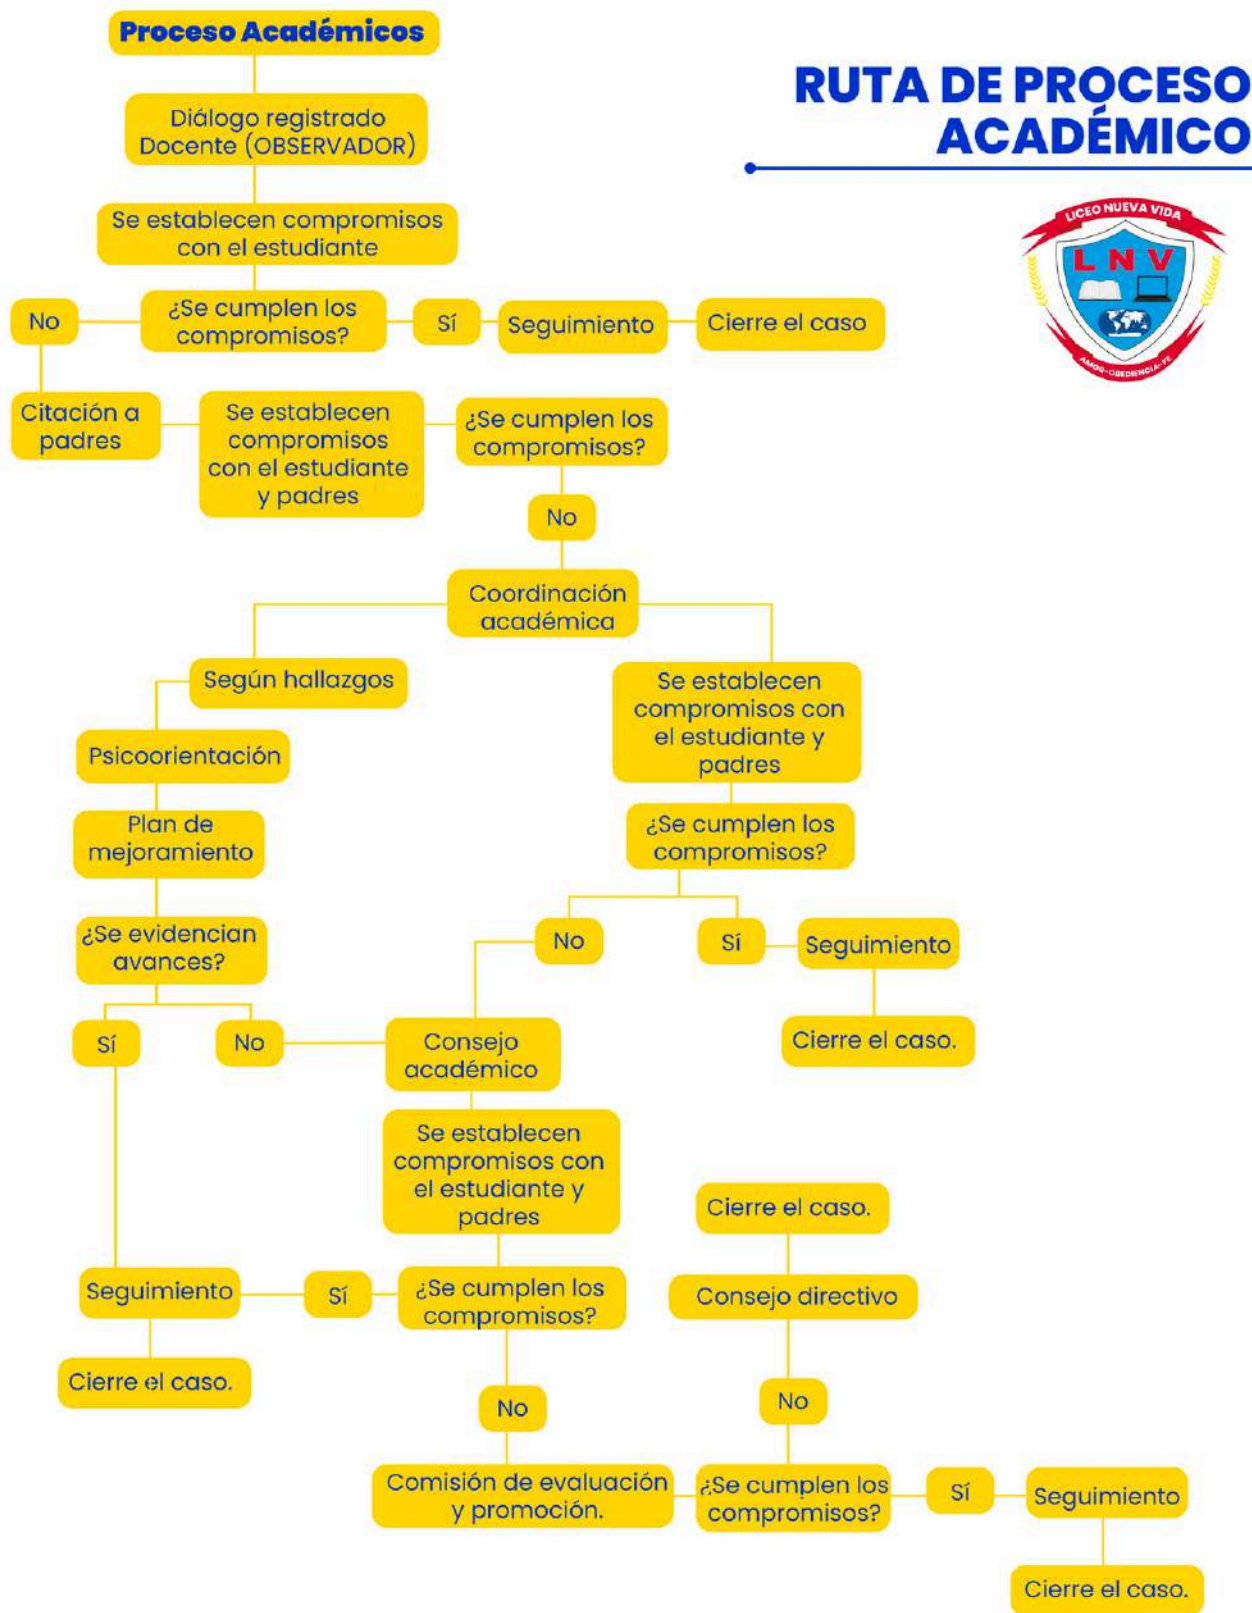 Proceso Académicos
RUTA DE PROCESO
ACADÉMICO
LICEO NUEVA VIDA
L N V
AMOR-OBEDIENCIA-FE
Diálogo registrado
Docente (OBSERVADOR)
Se establecen compromisos
con el estudiante
No
¿Se cumplen los
compromisos?
Sí
Seguimiento
Cierre el caso
Citación a
padres
Se establecen
compromisos
con el estudiante
y padres
¿Se cumplen los
compromisos?
No
Coordinación
académica
Según hallazgos
Psicoorientación
Plan de
mejoramiento
¿Se evidencian
avances?
Sí
No
Se establecen
compromisos con
el estudiante y
padres
¿Se cumplen los
compromisos?
No
Sí
Seguimiento
Cierre el caso.
Consejo
académico
Se establecen
compromisos con
el estudiante y
padres
¿Se cumplen los
compromisos?
Sí
Seguimiento
Cierre el caso.
No
Comisión de evaluación
y promoción.
¿Se cumplen los
compromisos?
No
Consejo directivo
Cierre el caso.
Sí
Seguimiento
Cierre el caso.